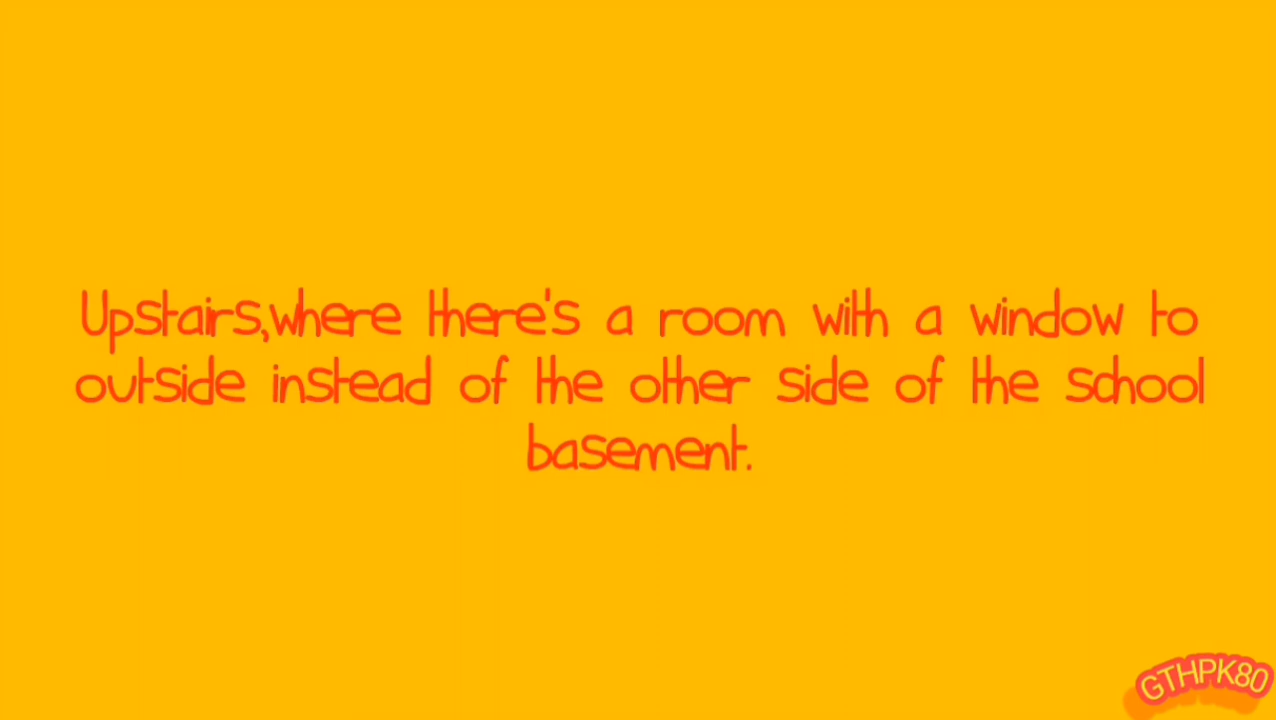 Upstairs,where there's a room with a window to
outside instead of the other side of the school
basement.
GTHPK80